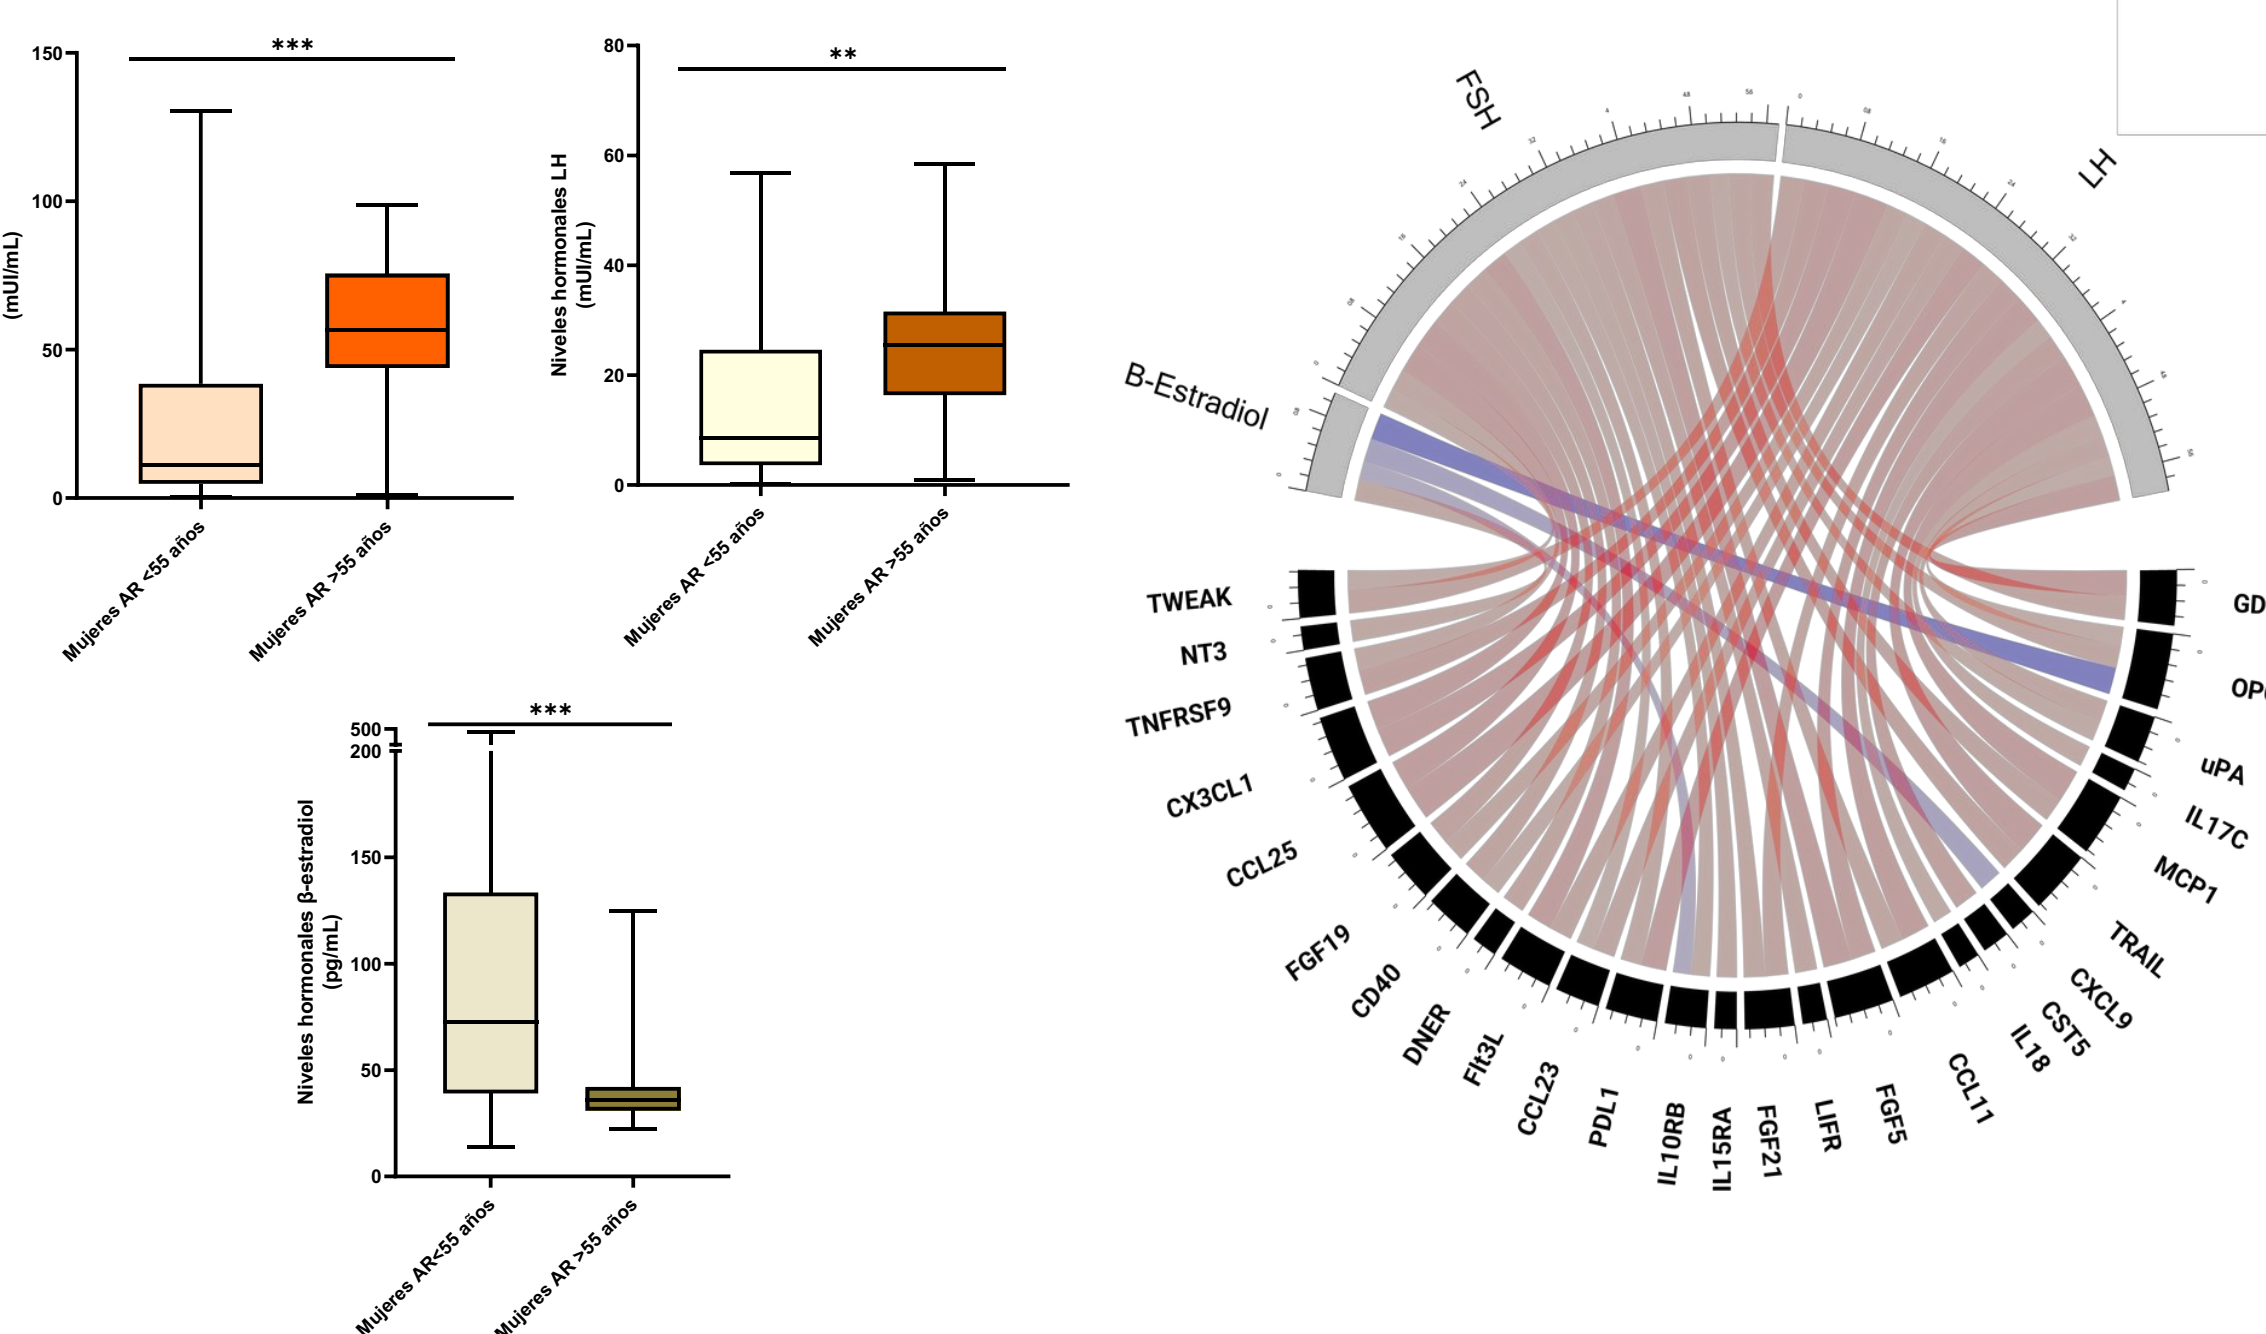 ***
150
100
50
0
(mUI/mL)
Mujeres AR <55 años
Mujeres AR >55 años
**
80
60
40
20
0
Niveles hormonales LH
(mUI/mL)
Mujeres AR <55 años
Mujeres AR >55 años
***
500
200
150
100
50
0
Niveles hormonales β-estradiol
(pg/mL)
Mujeres AR<55 años
Mujeres AR >55 años
FSH
LH
B-Estradiol
TWEAK
NT3
TNFRSF9
CX3CL1
CCL25
FGF19
CD40
DNER
Flt3L
CCL23
PDL1
IL10RB
IL15RA
FGF21
LIFR
FGF5
CCL11
IL18
CST5
CXCL9
TRAIL
MCP1
IL17C
uPA
GD